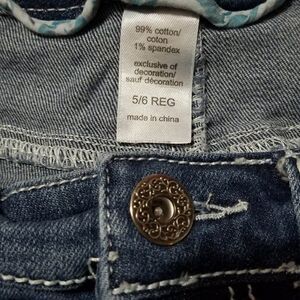 99% cotton/
coton
1% spandex
exclusive of
decoration/
sauf décoration
5/6 REG
made in china